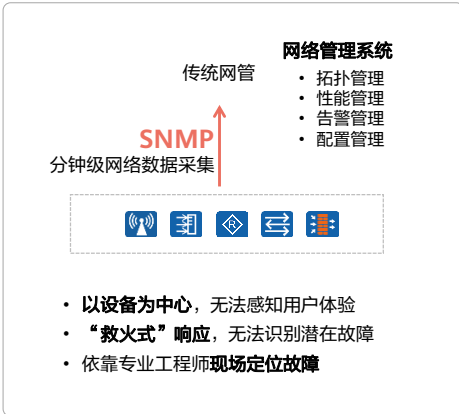 网络管理系统
传统网管
• 拓扑管理
• 性能管理
• 告警管理
• 配置管理
SNMP
分钟级网络数据采集
R
• 以设备为中心，无法感知用户体验
• “救火式”响应，无法识别潜在故障
• 依靠专业工程师现场定位故障